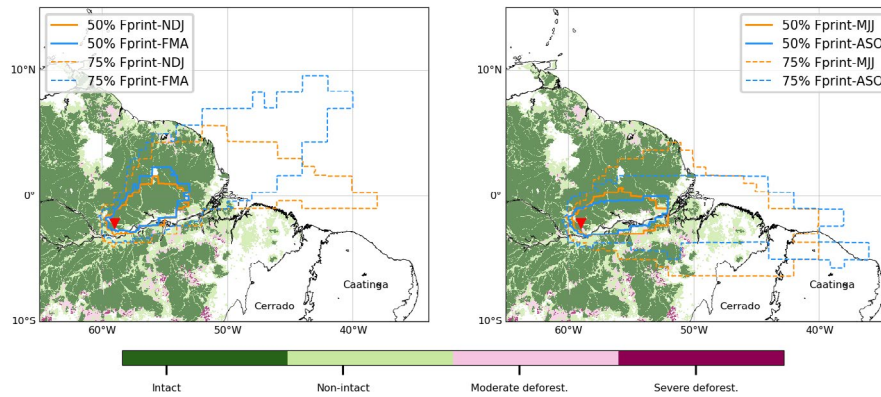 50% Fprint-NDJ
50% Fprint-FMA
75% Fprint-NDJ
75% Fprint-FMA
10°N
0°
10°S
60°W
50°W
40°W
Cerrado
Caatinga
50% Fprint-MJJ
50% Fprint-ASO
75% Fprint-MJJ
75% Fprint-ASO
10°N
0°
10°S
60°W
50°W
40°W
Cerrado
Caatinga
Intact
Non-intact
Moderate deforest.
Severe deforest.